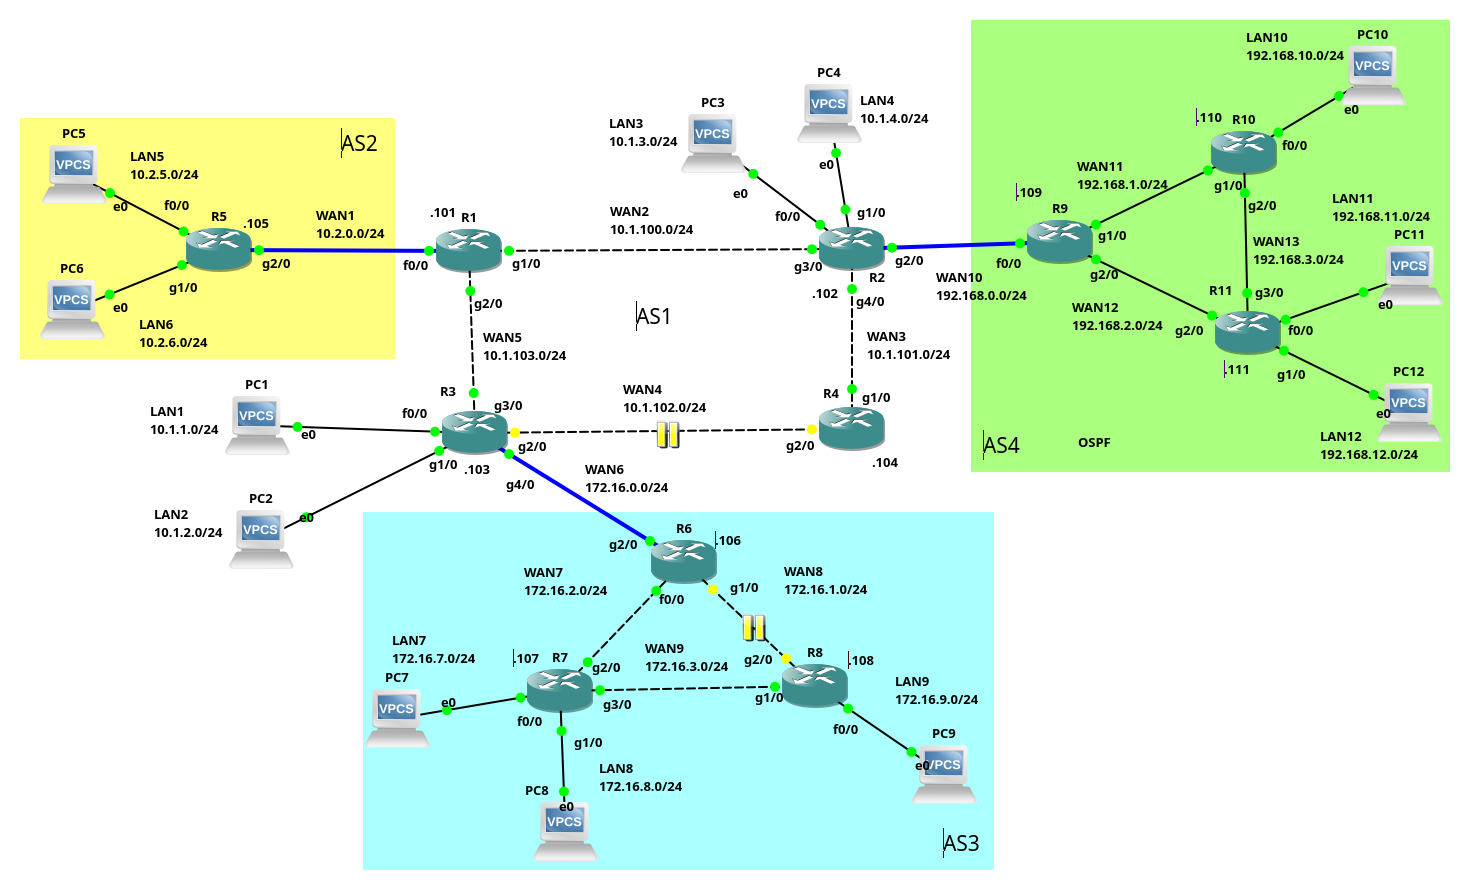 AS2
PC5
VPCS
LAN5
10.2.5.0/24
e0
f0/0
R5
.105
WAN1
10.2.0.0/24
g2/0
PC6
VPCS
g1/0
e0
LAN6
10.2.6.0/24
.101
R1
f0/0
g1/0
g2/0
WAN2
10.1.100.0/24
LAN3
10.1.3.0/24
PC3
VPCS
e0
f0/0
PC4
VPCS
LAN4
10.1.4.0/24
e0
g1/0
g3/0
R2
g2/0
.102
g4/0
WAN10
192.168.0.0/24
AS1
WAN5
10.1.103.0/24
WAN3
10.1.101.0/24
R3
f0/0
g3/0
g2/0
g1/0
.103
g4/0
WAN4
10.1.102.0/24
R4
g1/0
g2/0
.104
PC1
VPCS
LAN1
10.1.1.0/24
e0
PC2
VPCS
LAN2
10.1.2.0/24
e0
WAN6
172.16.0.0/24
LAN10
192.168.10.0/24
PC10
VPCS
e0
.110
R10
f0/0
g1/0
g2/0
WAN11
192.168.1.0/24
.109
R9
f0/0
g1/0
g2/0
LAN11
192.168.11.0/24
PC11
VPCS
e0
WAN13
192.168.3.0/24
WAN12
192.168.2.0/24
R11
g3/0
g2/0
f0/0
g1/0
.111
PC12
VPCS
e0
LAN12
192.168.12.0/24
AS4
OSPF
R6
.106
g2/0
f0/0
g1/0
WAN7
172.16.2.0/24
WAN8
172.16.1.0/24
LAN7
172.16.7.0/24
PC7
VPCS
e0
.107
R7
g2/0
g3/0
f0/0
g1/0
WAN9
172.16.3.0/24
g2/0
R8
.108
g1/0
f0/0
LAN9
172.16.9.0/24
PC9
e0
VPCS
LAN8
172.16.8.0/24
PC8
e0
VPCS
AS3